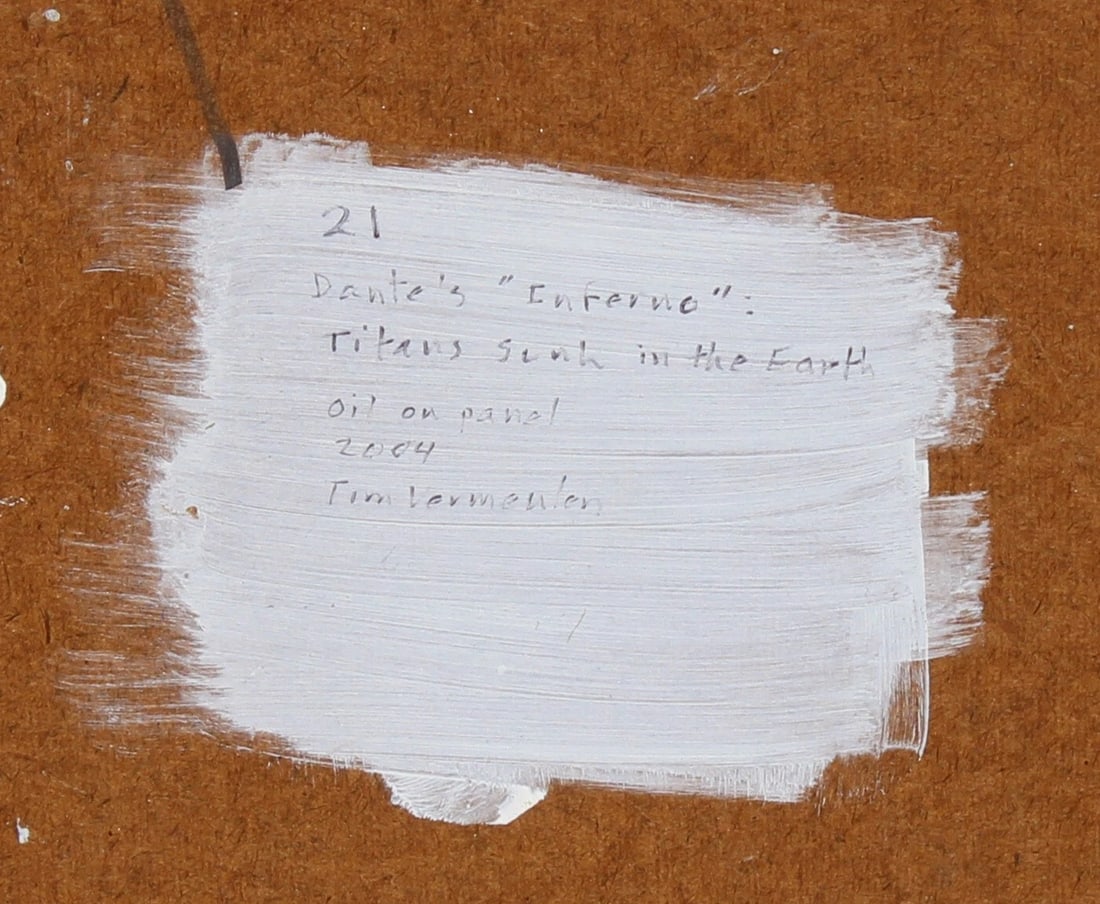 21
Dante's "Inferno":
Titans sunk in the Earth
Oil on panel
2004
Tim Vermeulen